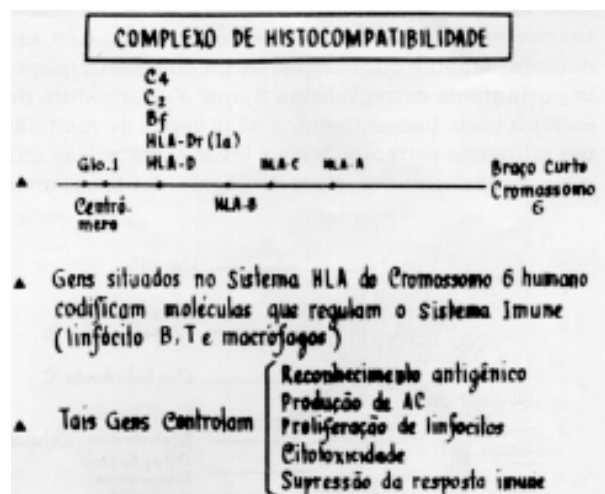 COMPLEXO DE HISTOCOMPATIBILIDADE
C4
C2
Bf
HLA-Dr (Ia)
HLA-D
Glo.1
HLA-C
HLA-A
Braço Curto
Cromossomo
6
Centrô-
mero
HLA-B
▲ Gens situados no Sistema HLA do Cromossomo 6 humano
codificam moléculas que regulam o Sistema Imune
(linfócito B, T e macrófagos)
▲ Tais Gens Controlam
Reconhecimento antigênico
Produção de AC
Proliferação de linfócitos
Citotoxicidade
Supressão da resposta imune